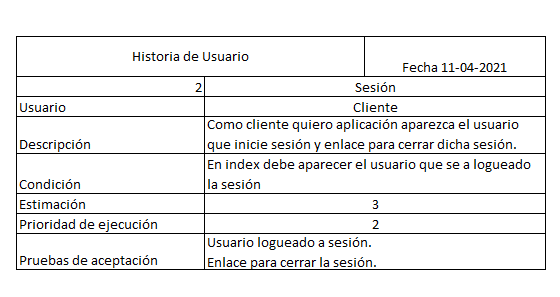 Historia de Usuario
Fecha 11-04-2021
2
Sesión
Usuario
Cliente
Descripción
Como cliente quiero aplicación aparezca el usuario
que inicie sesión y enlace para cerrar dicha sesión.
Condición
En index debe aparecer el usuario que se a logueado
la sesión
Estimación
3
Prioridad de ejecución
2
Pruebas de aceptación
Usuario logueado a sesión.
Enlace para cerrar la sesión.